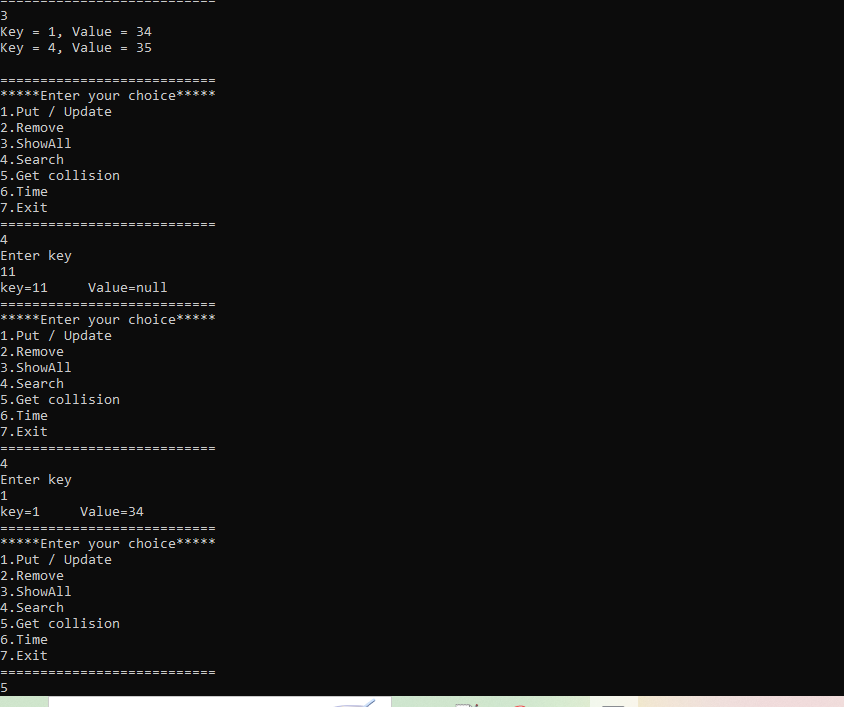 ===========================
3
Key = 1, Value = 34
Key = 4, Value = 35
===========================
*****Enter your choice*****
1.Put / Update
2.Remove
3.ShowAll
4.Search
5.Get collision
6.Time
7.Exit
===========================
4
Enter key
11
key=11     Value=null
===========================
*****Enter your choice*****
1.Put / Update
2.Remove
3.ShowAll
4.Search
5.Get collision
6.Time
7.Exit
===========================
4
Enter key
1
key=1     Value=34
===========================
*****Enter your choice*****
1.Put / Update
2.Remove
3.ShowAll
4.Search
5.Get collision
6.Time
7.Exit
===========================
5